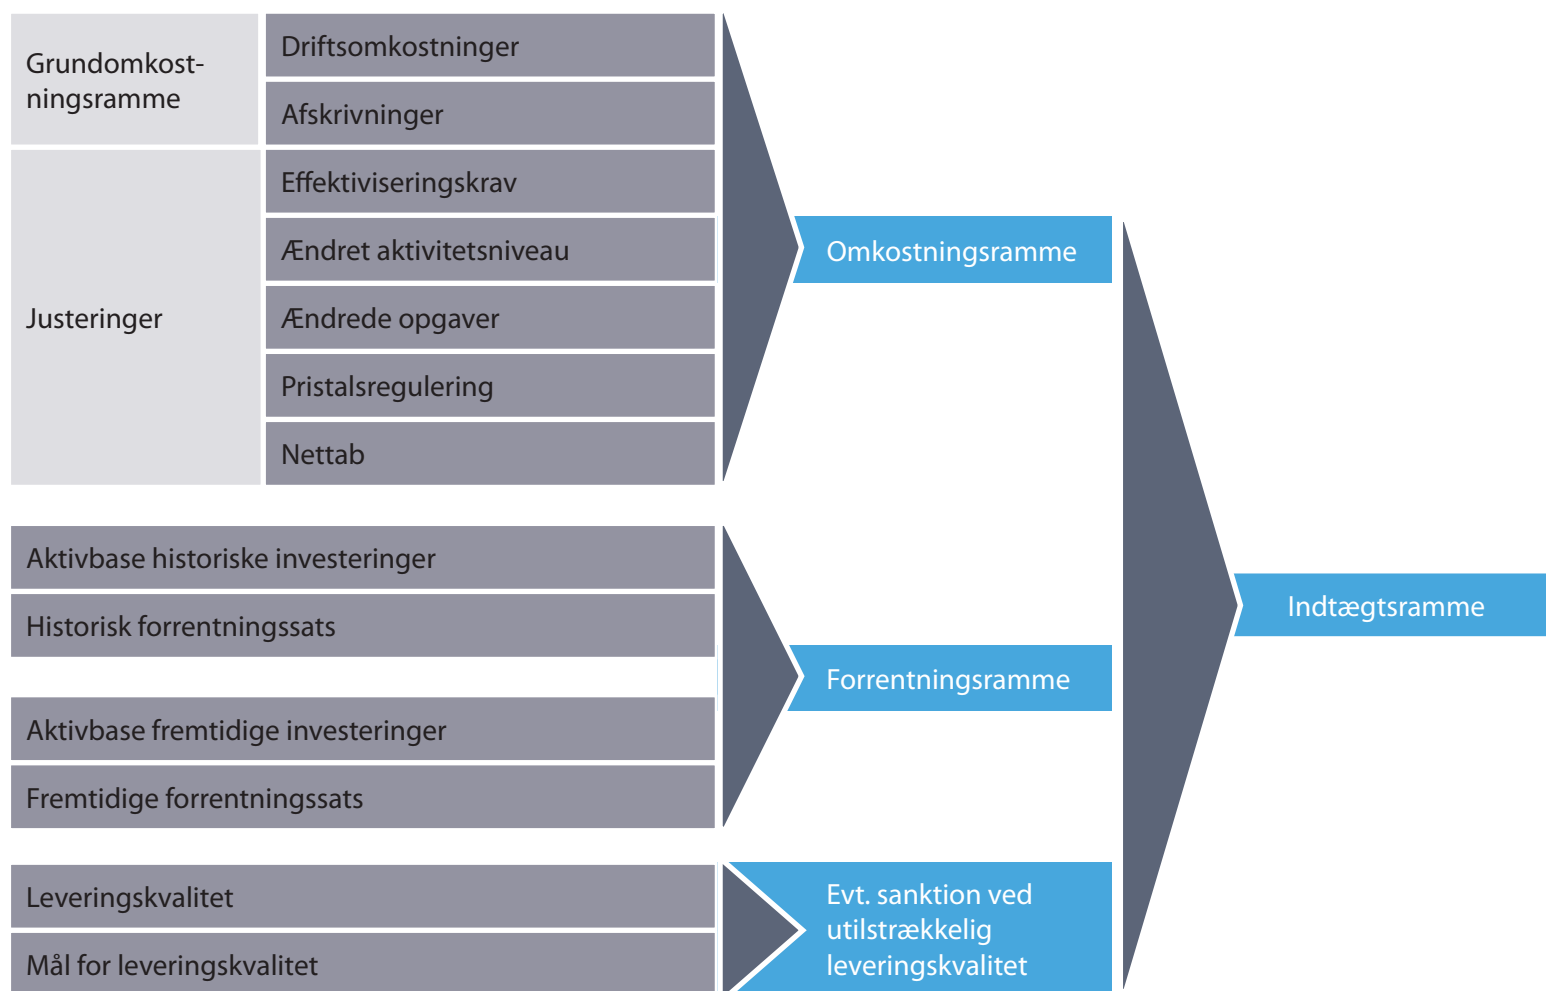 Grundomkost-
ningsramme
Driftsomkostninger
Afskrivninger
Justeringer
Effektiviseringskrav
Ændret aktivitetsniveau
Ændrede opgaver
Pristalsregulering
Nettab
Omkostningsramme
Aktivbase historiske investeringer
Historisk forrentningssats
Aktivbase fremtidige investeringer
Fremtidige forrentningssats
Forrentningsramme
Leveringskvalitet
Mål for leveringskvalitet
Evt. sanktion ved
utilstrækkelig
leveringskvalitet
Indtægtsramme